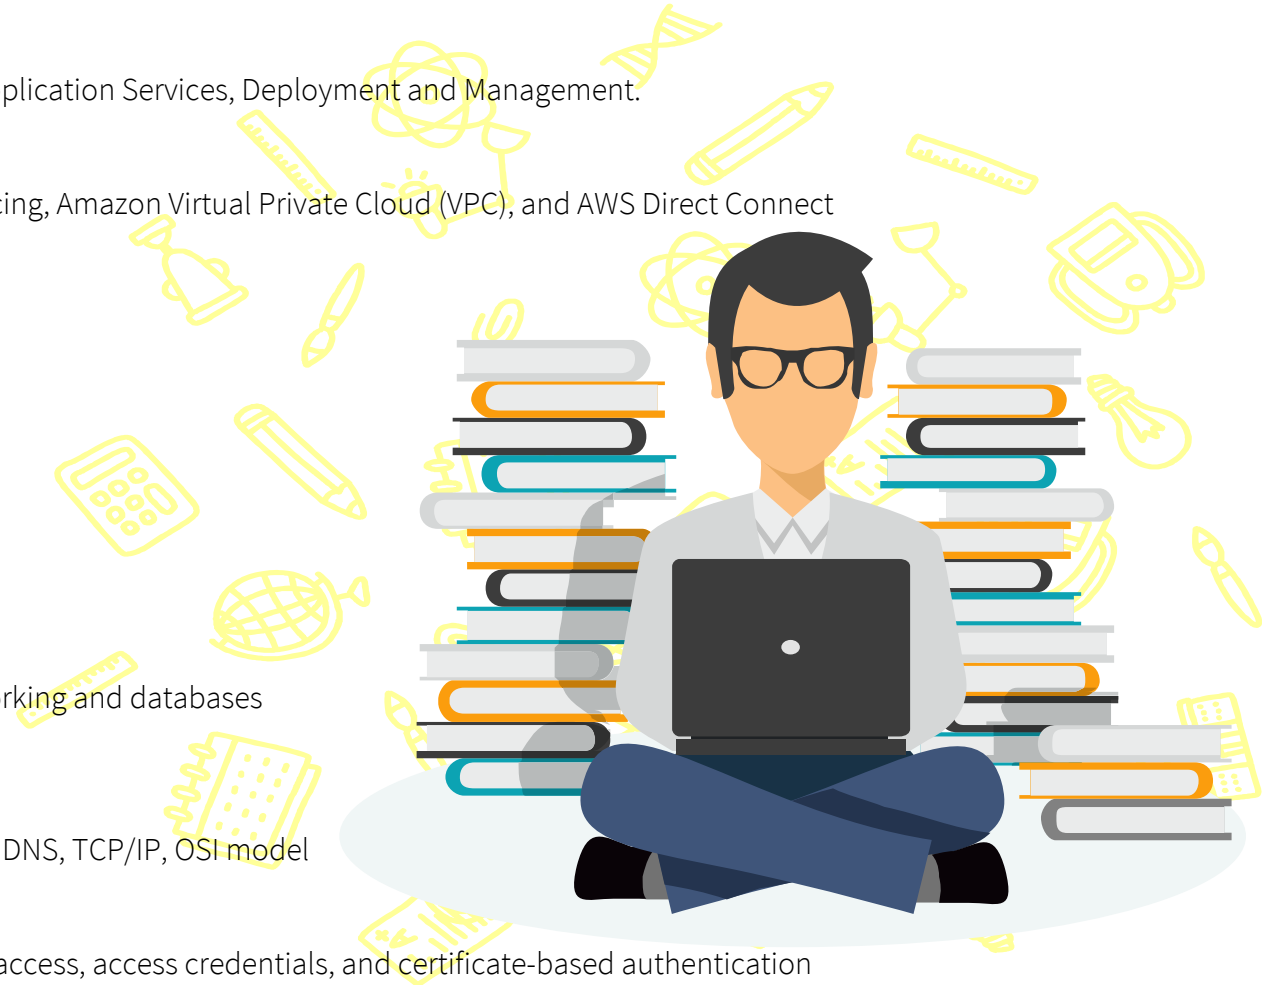 plication Services, Deployment and Management.
cing, Amazon Virtual Private Cloud (VPC), and AWS Direct Connect
rking and databases
DNS, TCP/IP, OSI model
access, access credentials, and certificate-based authentication